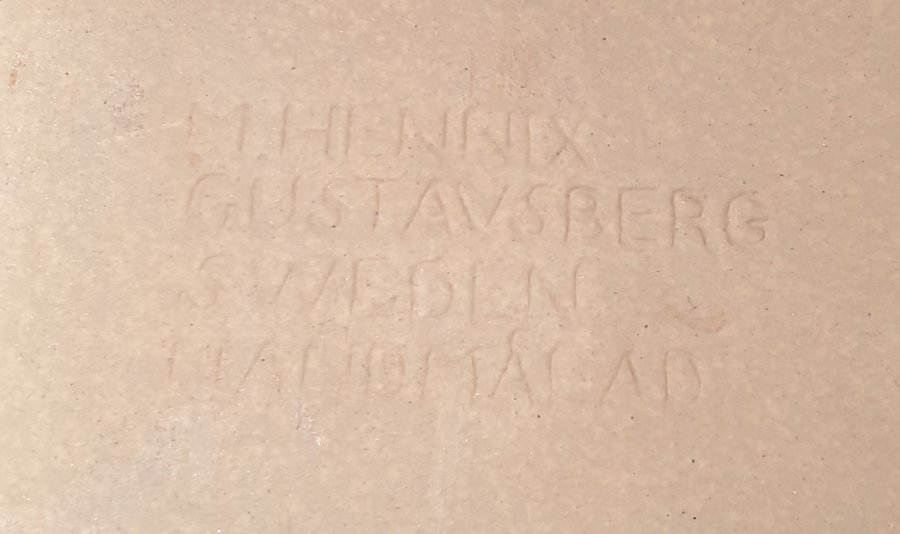 M HENNIX
GUSTAVSBERG
SWEDEN
HANDMÅLAD